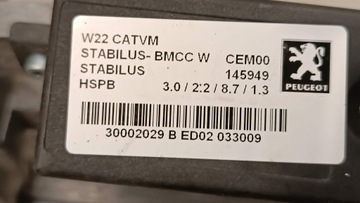 W22 CATVM
STABILUS- BMCC W CEM00
STABILUS 145949
HSPB 3.0 / 2.2 / 8.7 / 1.3
PEUGEOT
30002029 B ED02 033009